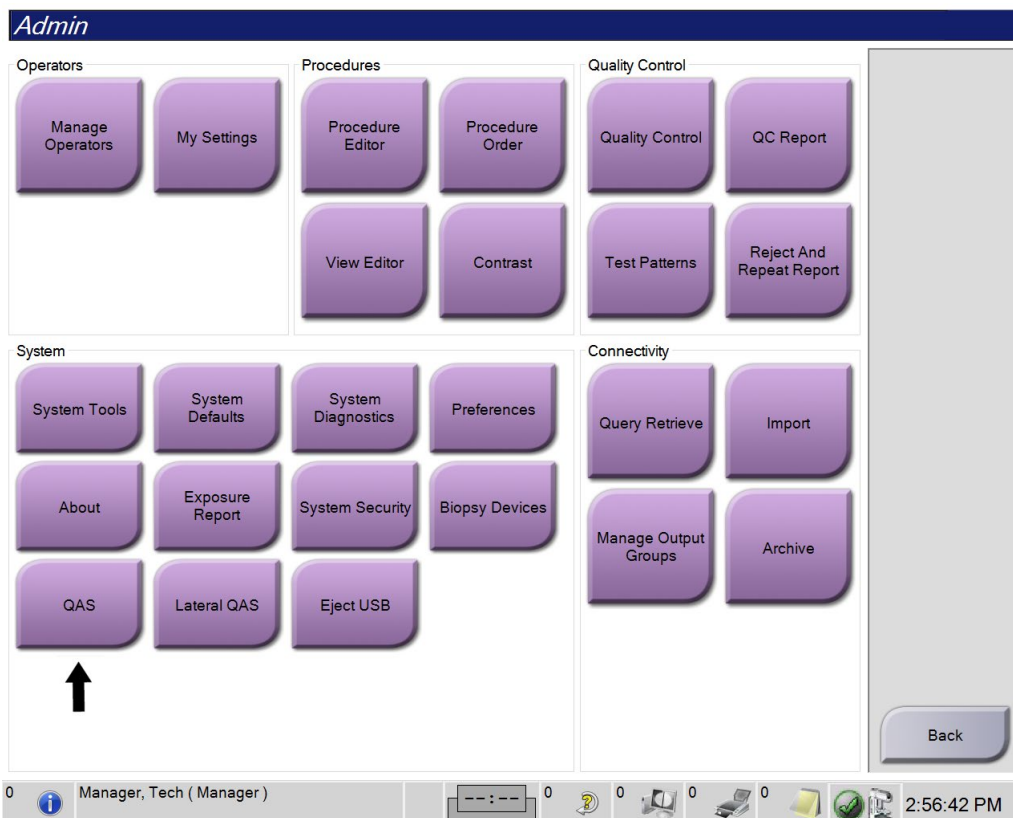 Admin
Operators
Manage
Operators
My Settings
Procedures
Procedure
Editor
Procedure
Order
View Editor
Contrast
Quality Control
Quality Control
QC Report
Test Patterns
Reject And
Repeat Report
System
System Tools
System
Defaults
System
Diagnostics
Preferences
About
Exposure
Report
System Security
Biopsy Devices
QAS
Lateral QAS
Eject USB
Connectivity
Query Retrieve
Import
Manage Output
Groups
Archive
Back
0
Manager, Tech ( Manager )
--:--
0
0
0
0
2:56:42 PM